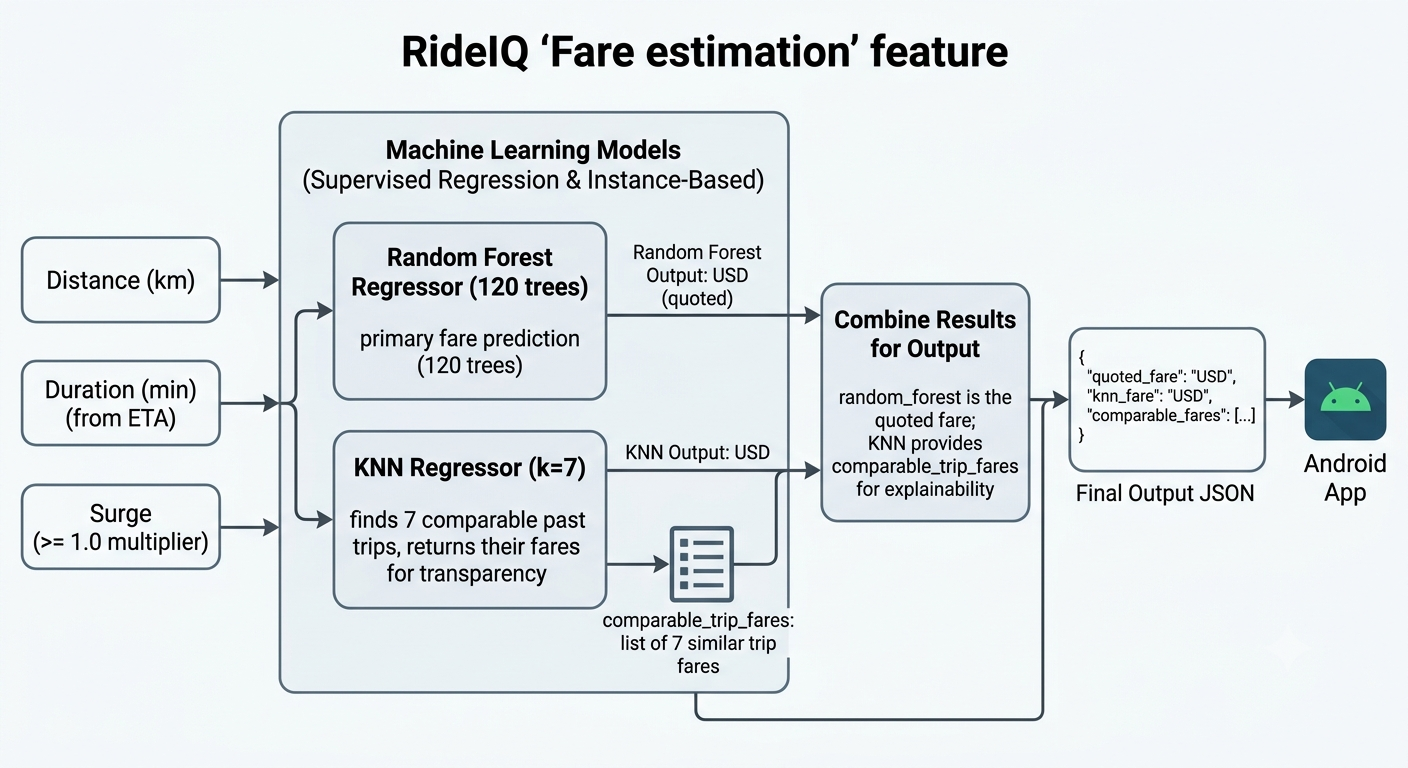 RideIQ ‘Fare estimation’ feature
Distance (km)
Duration (min)
(from ETA)
Surge
(>= 1.0 multiplier)
Machine Learning Models
(Supervised Regression & Instance-Based)
Random Forest
Regressor (120 trees)
primary fare prediction
(120 trees)
KNN Regressor (k=7)
finds 7 comparable past
trips, returns their fares
for transparency
Random Forest
Output: USD
(quoted)
KNN Output: USD
comparable_trip_fares:
list of 7 similar trip
fares
Combine Results
for Output
random_forest is the
quoted fare;
KNN provides
comparable_trip_fares
for explainability
{
"quoted_fare": "USD",
"knn_fare": "USD",
"comparable_fares": [...]
}
Final Output JSON
Android
App